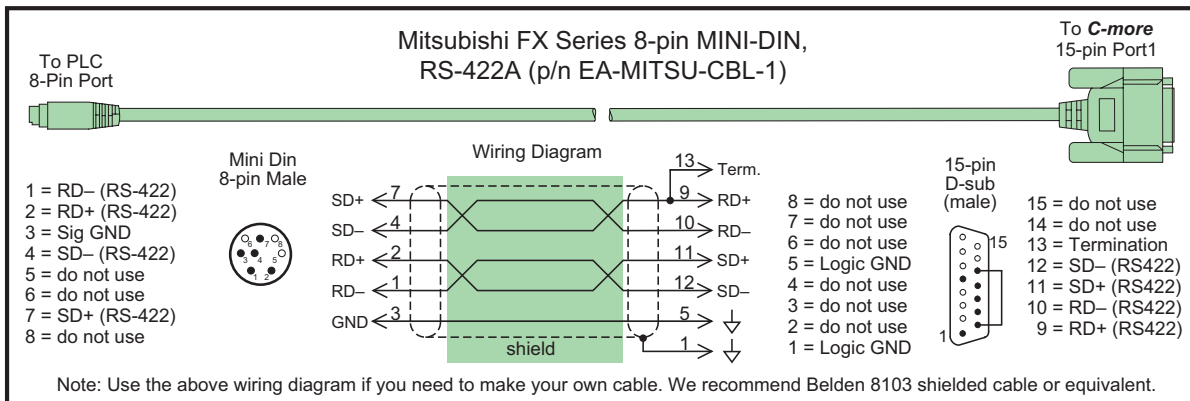 To PLC
8-Pin Port
Mitsubishi FX Series 8-pin MINI-DIN,
RS-422A (p/n EA-MITSU-CBL-1)
To C-more
15-pin Port1
1 = RD– (RS-422)
2 = RD+ (RS-422)
3 = Sig GND
4 = SD– (RS-422)
5 = do not use
6 = do not use
7 = SD+ (RS-422)
8 = do not use
Mini Din
8-pin Male
6 7 8
3 4 5
1 2
Wiring Diagram
13 Term.
SD+ 7 9 RD+
SD– 4 10 RD–
RD+ 2 11 SD+
RD– 1 12 SD–
GND 3 5
shield 1
8 = do not use
7 = do not use
6 = do not use
5 = Logic GND
4 = do not use
3 = do not use
2 = do not use
1 = Logic GND
15-pin
D-sub
(male)
15
1
15 = do not use
14 = do not use
13 = Termination
12 = SD– (RS422)
11 = SD+ (RS422)
10 = RD– (RS422)
9 = RD+ (RS422)
Note: Use the above wiring diagram if you need to make your own cable. We recommend Belden 8103 shielded cable or equivalent.